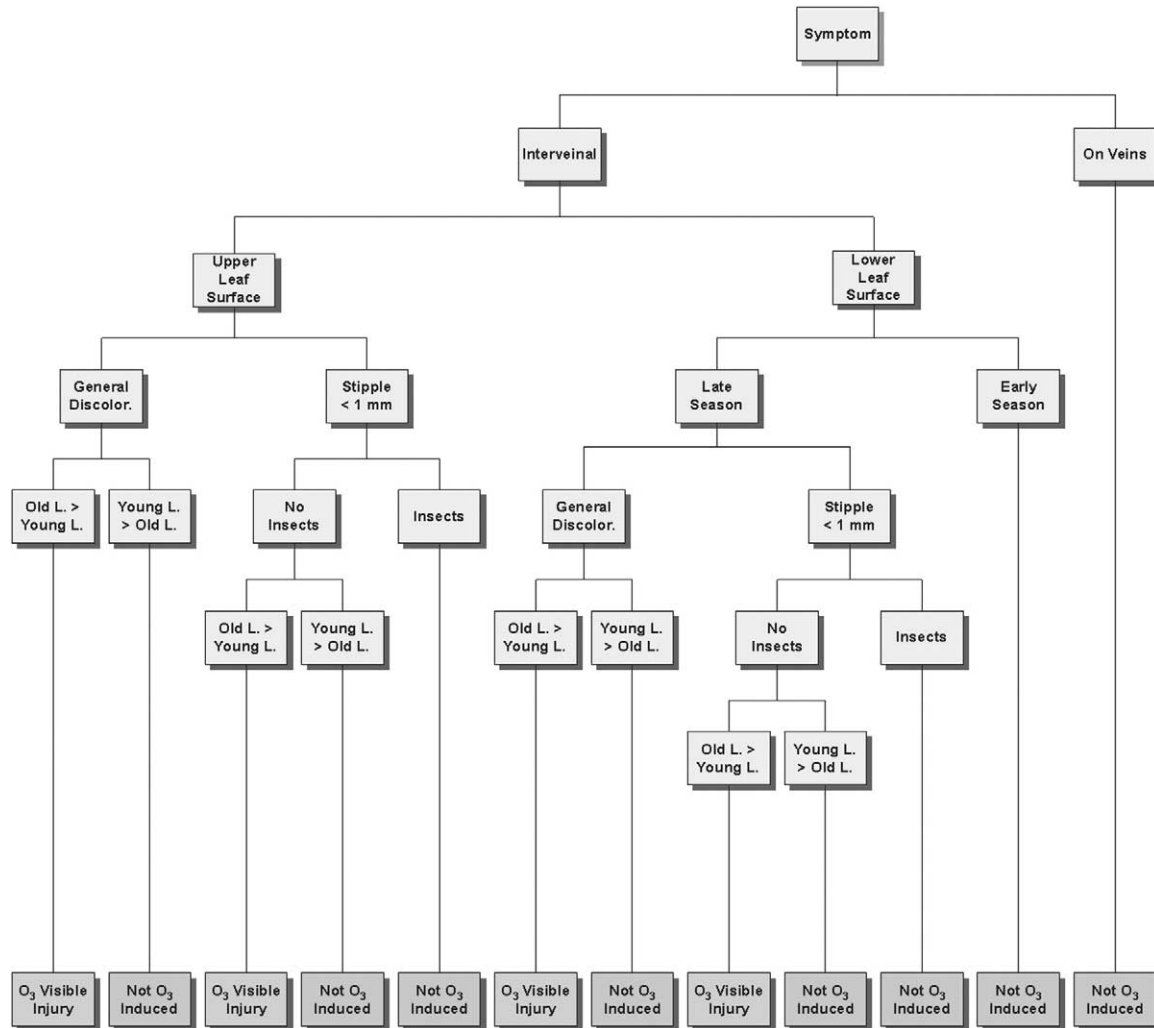 Symptom
Interveinal
On Veins
Upper
Leaf
Surface
Lower
Leaf
Surface
General
Discolor.
Stipple
< 1 mm
Late
Season
Early
Season
Old L. >
Young L.
Young L.
> Old L.
No
Insects
Insects
General
Discolor.
Stipple
< 1 mm
Old L. >
Young L.
Young L.
> Old L.
Old L. >
Young L.
Young L.
> Old L.
No
Insects
Insects
Old L. >
Young L.
Young L.
> Old L.
O₃ Visible
Injury
Not O₃
Induced
O₃ Visible
Injury
Not O₃
Induced
Not O₃
Induced
O₃ Visible
Injury
Not O₃
Induced
O₃ Visible
Injury
Not O₃
Induced
Not O₃
Induced
Not O₃
Induced
Not O₃
Induced